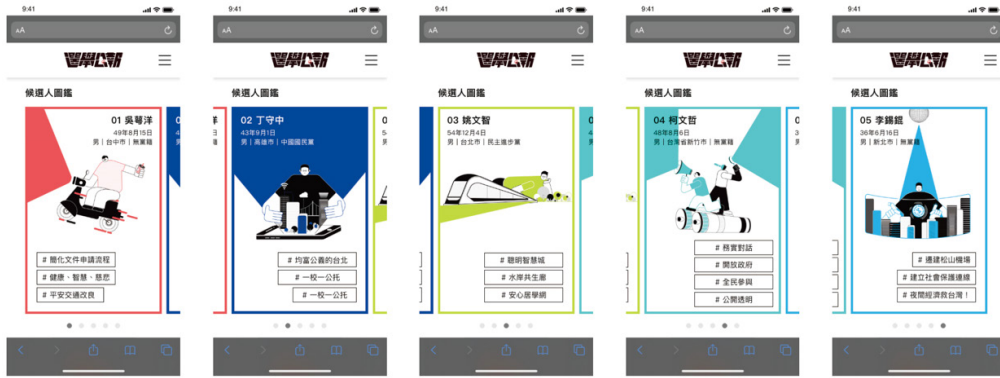 9:41
AA
選舉公報
候選人圖鑑
01 吳蕚洋
49年8月15日
男 | 台中市 | 無黨籍
# 簡化文件申請流程
# 健康、智慧、慈悲
# 平安交通改良
9:41
AA
選舉公報
候選人圖鑑
02 丁守中
43年9月1日
男 | 高雄市 | 中國國民黨
# 均富公義的台北
# 一校一公托
# 一校一公托
9:41
AA
選舉公報
候選人圖鑑
03 姚文智
54年12月4日
男 | 台北市 | 民主進步黨
# 聰明智慧城
# 水岸共生廊
# 安心居學網
9:41
AA
選舉公報
候選人圖鑑
04 柯文哲
48年8月6日
男 | 台灣省新竹市 | 無黨籍
# 務實對話
# 開放政府
# 全民參與
# 公開透明
9:41
AA
選舉公報
候選人圖鑑
05 李錫錕
36年6月16日
男 | 新北市 | 無黨籍
# 遷建松山機場
# 建立社會保護連線
# 夜間經濟救台灣！